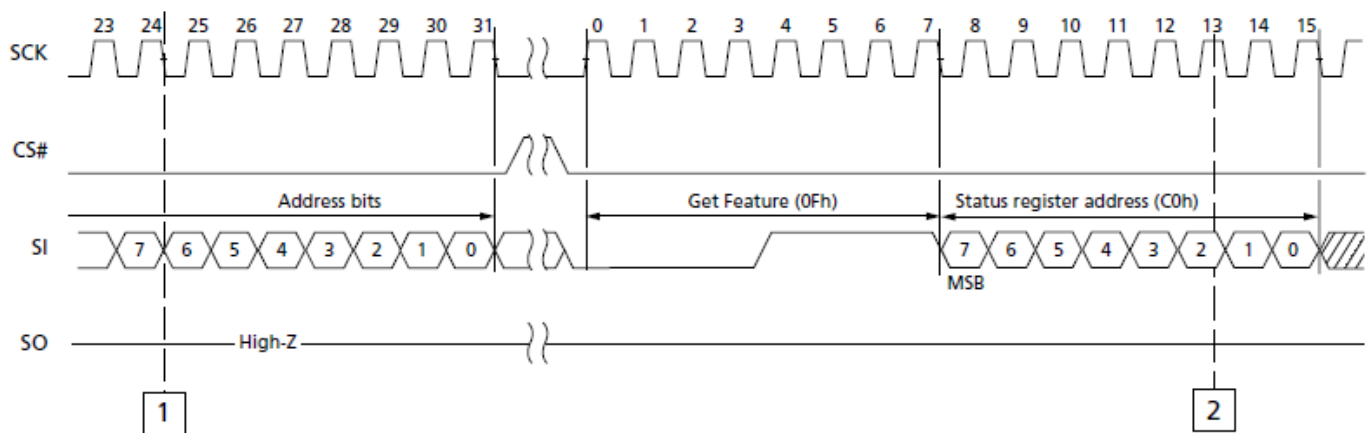 23 24 25 26 27 28 29 30 31 0 1 2 3 4 5 6 7 8 9 10 11 12 13 14 15
SCK
CS#
Address bits Get Feature (0Fh) Status register address (C0h)
SI 7 6 5 4 3 2 1 0 7 6 5 4 3 2 1 0
MSB
SO High-Z
1 2